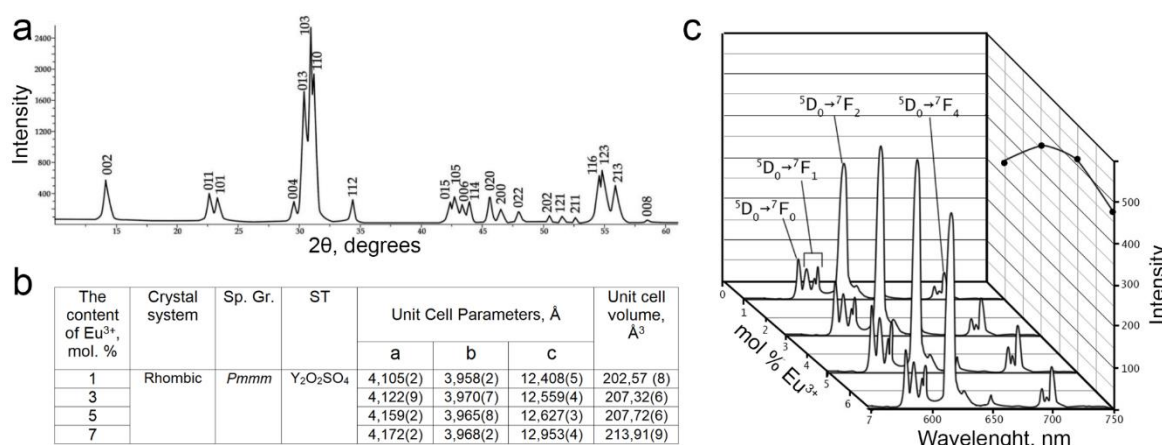 a
Intensity
2400
2000
1600
1200
800
400
002
011
101
004
013
103
110
112
015
105
006
114
020
200
022
202
121
211
116
123
213
008
15
20
25
30
35
40
45
50
55
60
2θ, degrees
b
The content of Eu³⁺, mol. %
Crystal system
Sp. Gr.
ST
Unit Cell Parameters, Å
Unit cell volume, Å³
a b c
1 Rhombic Pmmm Y₂O₂SO₄ 4,105(2) 3,958(2) 12,408(5) 202,57 (8)
3 4,122(9) 3,970(7) 12,559(4) 207,32(6)
5 4,159(2) 3,965(8) 12,627(3) 207,72(6)
7 4,172(2) 3,968(2) 12,953(4) 213,91(9)
c
⁵D₀→⁷F₂
⁵D₀→⁷F₄
⁵D₀→⁷F₁
⁵D₀→⁷F₀
0
1
2
3
4
5
6
7
mol % Eu³⁺
600
650
700
750
Wavelenght, nm
500
400
300
200
100
0
Intensity